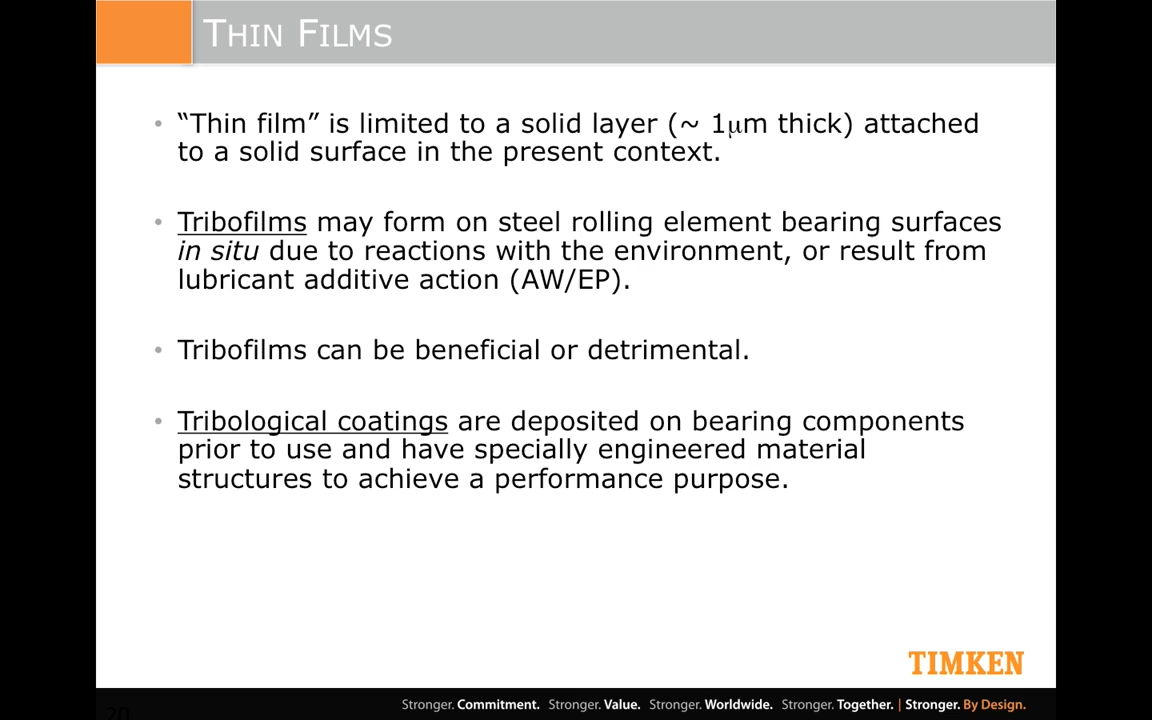 THIN FILMS
• “Thin film” is limited to a solid layer (~ 1μm thick) attached
to a solid surface in the present context.
• Tribofilms may form on steel rolling element bearing surfaces
in situ due to reactions with the environment, or result from
lubricant additive action (AW/EP).
• Tribofilms can be beneficial or detrimental.
• Tribological coatings are deposited on bearing components
prior to use and have specially engineered material
structures to achieve a performance purpose.
TIMKEN
20
Stronger. Commitment. Stronger. Value. Stronger. Worldwide. Stronger. Together. | Stronger. By Design.